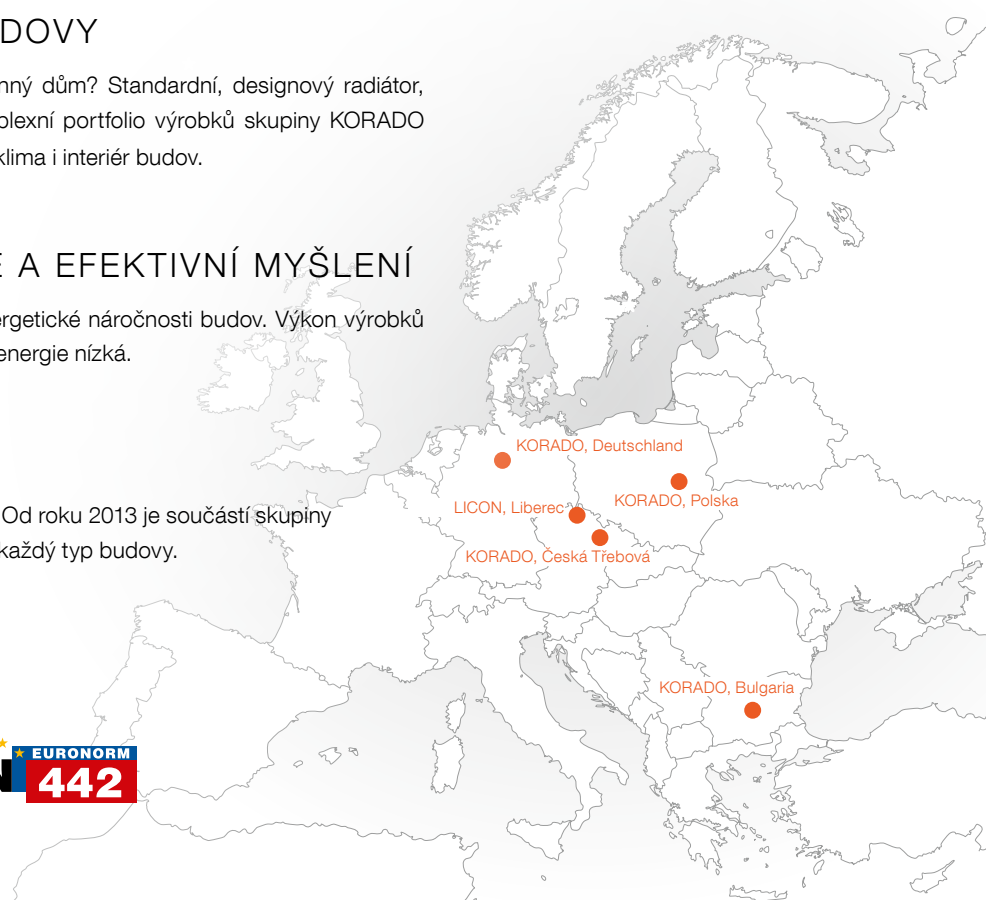 DOVY
nný dům? Standardní, designový radiátor,
plexní portfolio výrobků skupiny KORADO
klima i interiér budov.
E A EFEKTIVNÍ MYŠLENÍ
ergetické náročnosti budov. Výkon výrobků
energie nízká.
Od roku 2013 je součástí skupiny
každý typ budovy.
KORADO, Deutschland
KORADO, Polska
LICON, Liberec
KORADO, Česká Třebová
KORADO, Bulgaria
N EURONORM
442